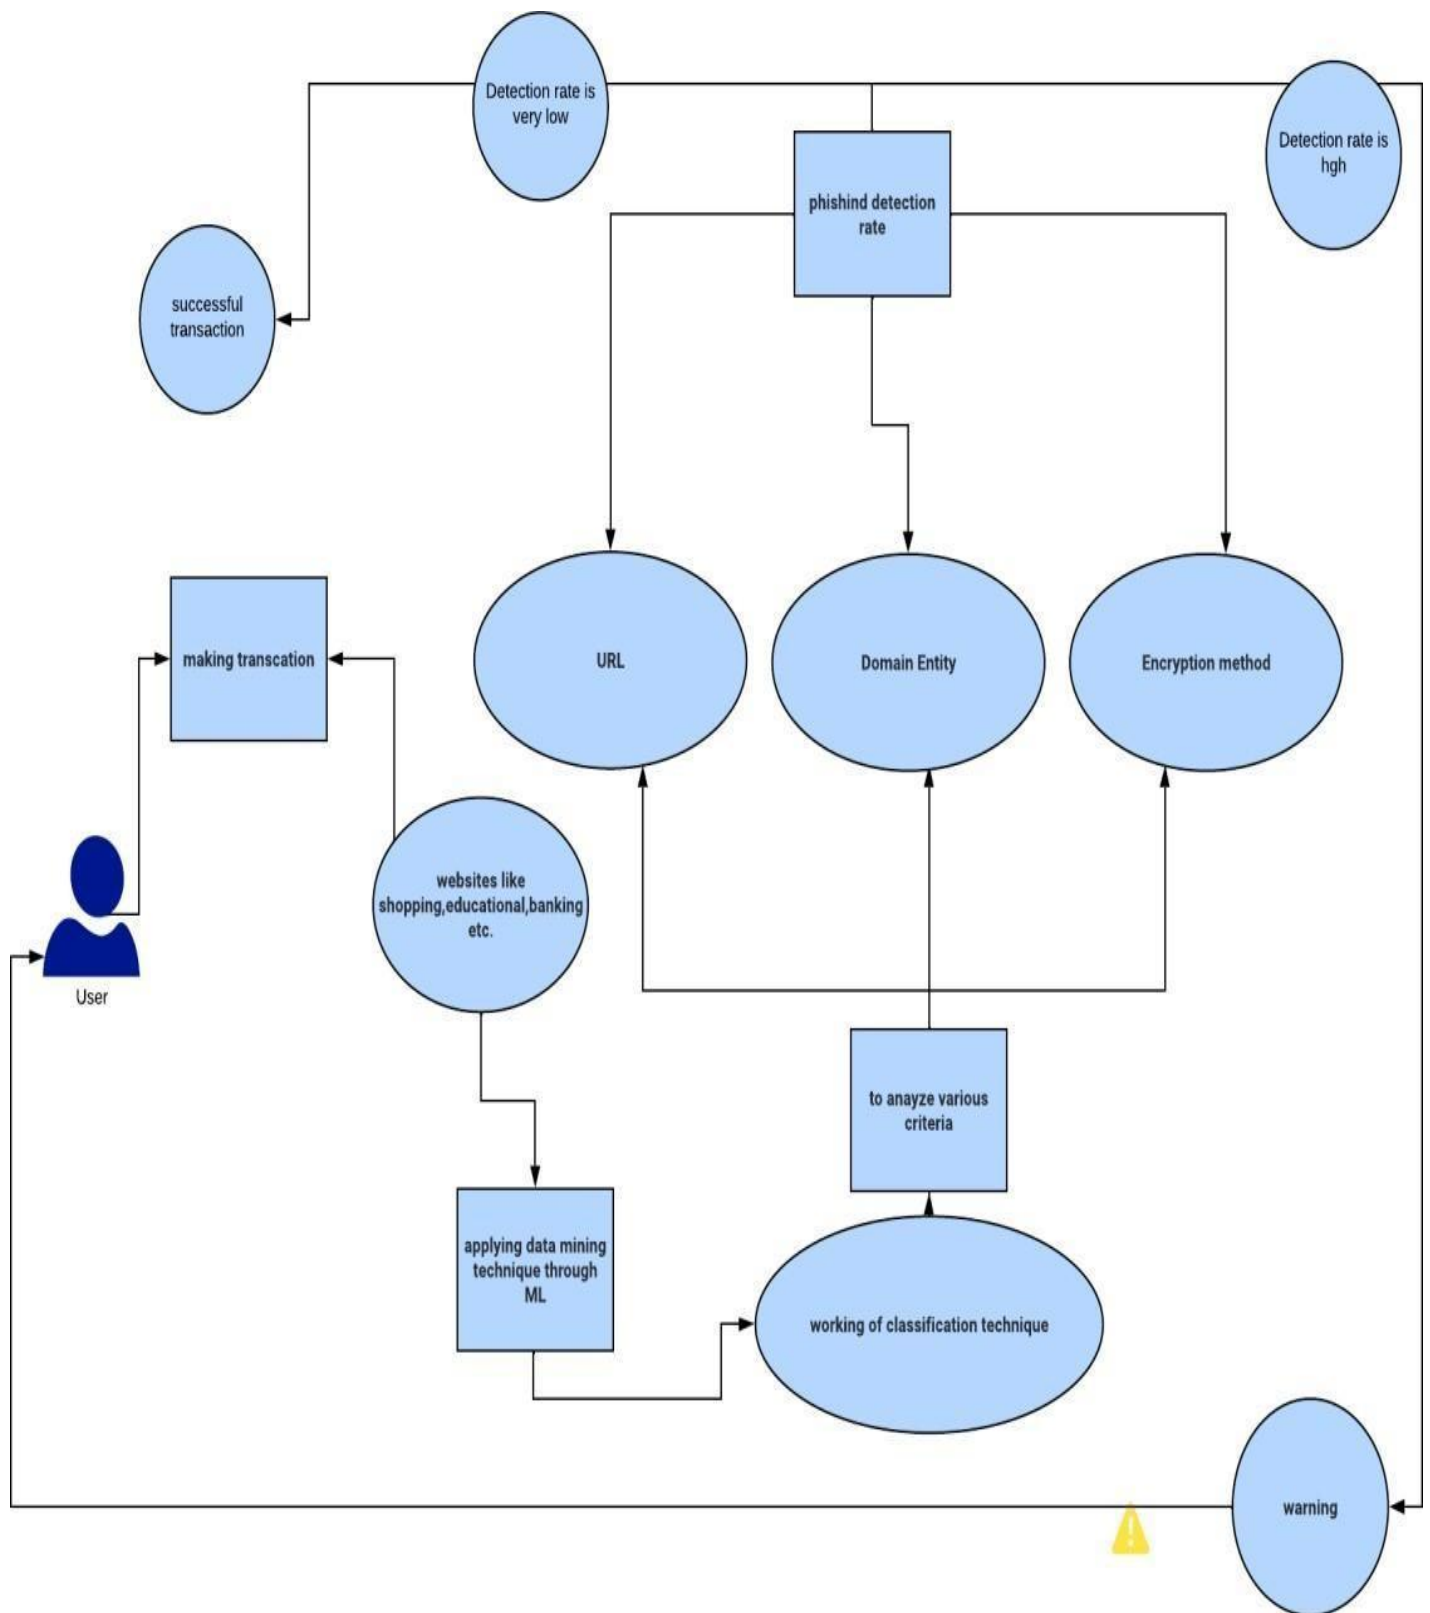 Detection rate is
very low
Detection rate is
hgh
phishind detection
rate
successful
transaction
making transcation
URL
Domain Entity
Encryption method
websites like
shopping,educational,banking
etc.
User
to anayze various
criteria
applying data mining
technique through
ML
working of classification technique
warning